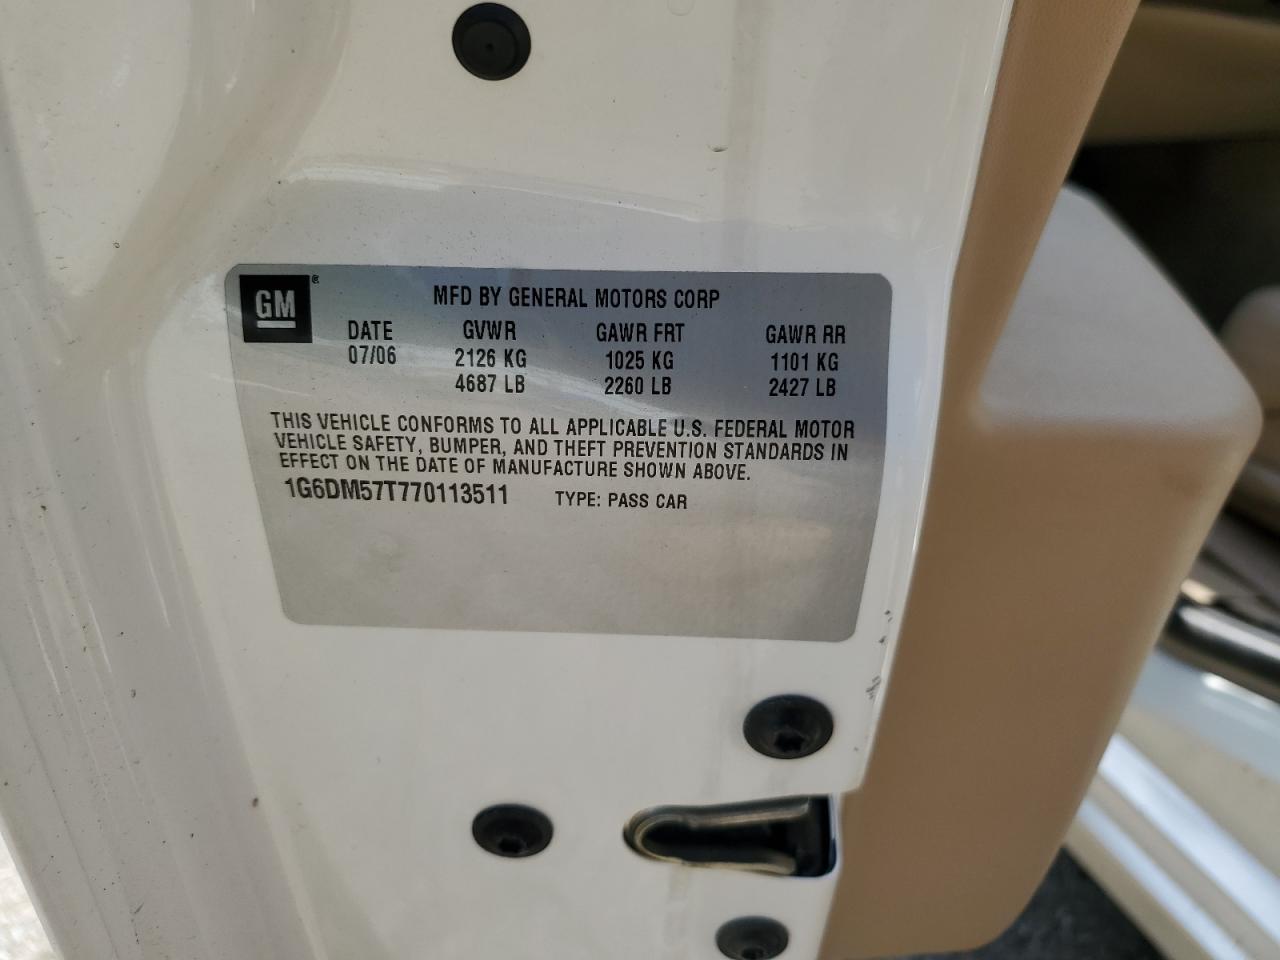 GM ®
MFD BY GENERAL MOTORS CORP
DATE GVWR GAWR FRT GAWR RR
07/06 2126 KG 1025 KG 1101 KG
4687 LB 2260 LB 2427 LB
THIS VEHICLE CONFORMS TO ALL APPLICABLE U.S. FEDERAL MOTOR
VEHICLE SAFETY, BUMPER, AND THEFT PREVENTION STANDARDS IN
EFFECT ON THE DATE OF MANUFACTURE SHOWN ABOVE.
1G6DM57T770113511 TYPE: PASS CAR